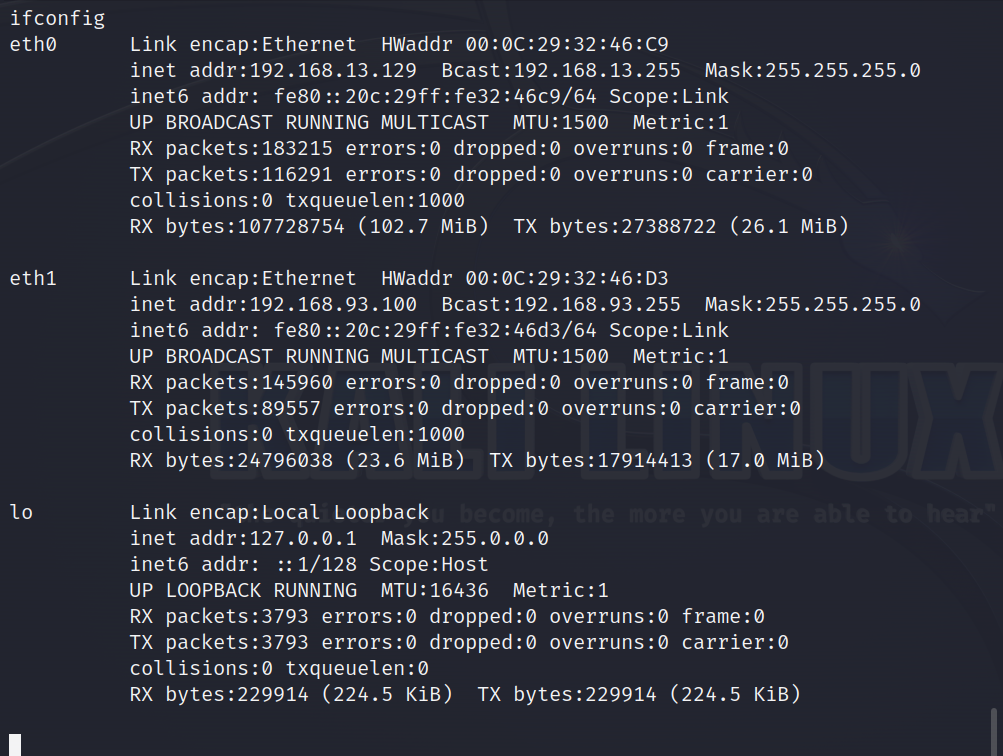 ifconfig
eth0      Link encap:Ethernet  HWaddr 00:0C:29:32:46:C9
          inet addr:192.168.13.129  Bcast:192.168.13.255  Mask:255.255.255.0
          inet6 addr: fe80::20c:29ff:fe32:46c9/64 Scope:Link
          UP BROADCAST RUNNING MULTICAST  MTU:1500  Metric:1
          RX packets:183215 errors:0 dropped:0 overruns:0 frame:0
          TX packets:116291 errors:0 dropped:0 overruns:0 carrier:0
          collisions:0 txqueuelen:1000
          RX bytes:107728754 (102.7 MiB)  TX bytes:27388722 (26.1 MiB)

eth1      Link encap:Ethernet  HWaddr 00:0C:29:32:46:D3
          inet addr:192.168.93.100  Bcast:192.168.93.255  Mask:255.255.255.0
          inet6 addr: fe80::20c:29ff:fe32:46d3/64 Scope:Link
          UP BROADCAST RUNNING MULTICAST  MTU:1500  Metric:1
          RX packets:145960 errors:0 dropped:0 overruns:0 frame:0
          TX packets:89557 errors:0 dropped:0 overruns:0 carrier:0
          collisions:0 txqueuelen:1000
          RX bytes:24796038 (23.6 MiB)  TX bytes:17914413 (17.0 MiB)

lo        Link encap:Local Loopback
          inet addr:127.0.0.1  Mask:255.0.0.0
          inet6 addr: ::1/128 Scope:Host
          UP LOOPBACK RUNNING  MTU:16436  Metric:1
          RX packets:3793 errors:0 dropped:0 overruns:0 frame:0
          TX packets:3793 errors:0 dropped:0 overruns:0 carrier:0
          collisions:0 txqueuelen:0
          RX bytes:229914 (224.5 KiB)  TX bytes:229914 (224.5 KiB)
KALI LINUX
become, the more you are able to hear"